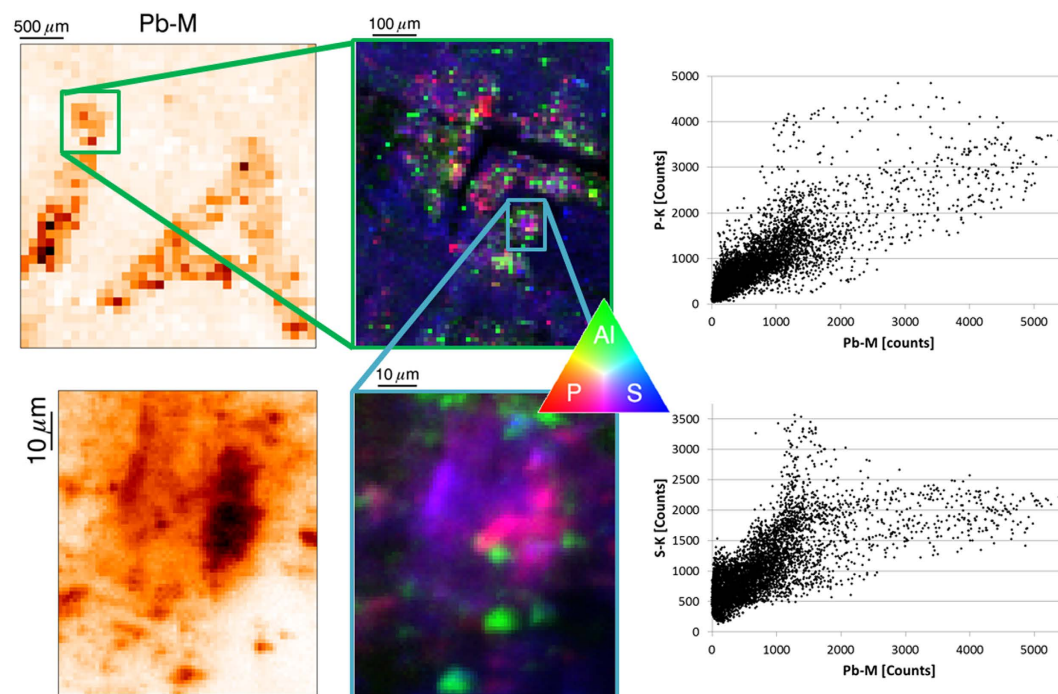 500 μm
Pb-M
100 μm
Al
P
S
10 μm
10 μm
P-K [Counts]
5000
4000
3000
2000
1000
0
0 1000 2000 3000 4000 5000
Pb-M [counts]
S-K [Counts]
3500
3000
2500
2000
1500
1000
500
0
0 1000 2000 3000 4000 5000
Pb-M [Counts]